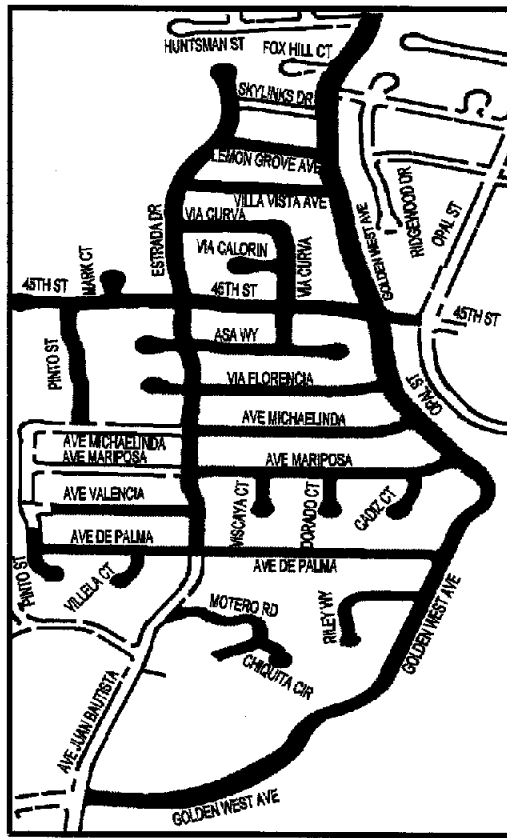 HUNTSMAN ST
FOX HILL CT
SKYLINKS DR
LEMON GROVE AVE
VILLA VISTA AVE
RIDGEWOOD DR
OPAL ST
ESTRADA DR
VIA CURVA
VIA CALORIN
VIA CURVA
GOLDEN WEST AVE
MARK CT
45TH ST
45TH ST
45TH ST
ASA WY
PINTO ST
VIA FLORENCIA
OPAL ST
AVE MICHAELINDA
AVE MICHAELINDA
AVE MARIPOSA
AVE MARIPOSA
AVE VALENCIA
VISCAYA CT
DORADO CT
CADIZ CT
AVE DE PALMA
AVE DE PALMA
PINTO ST
VILLELA CT
MOTERO RD
RILEY WY
GOLDEN WEST AVE
CHIQUITA CIR
AVE JUAN BAUTISTA
GOLDEN WEST AVE